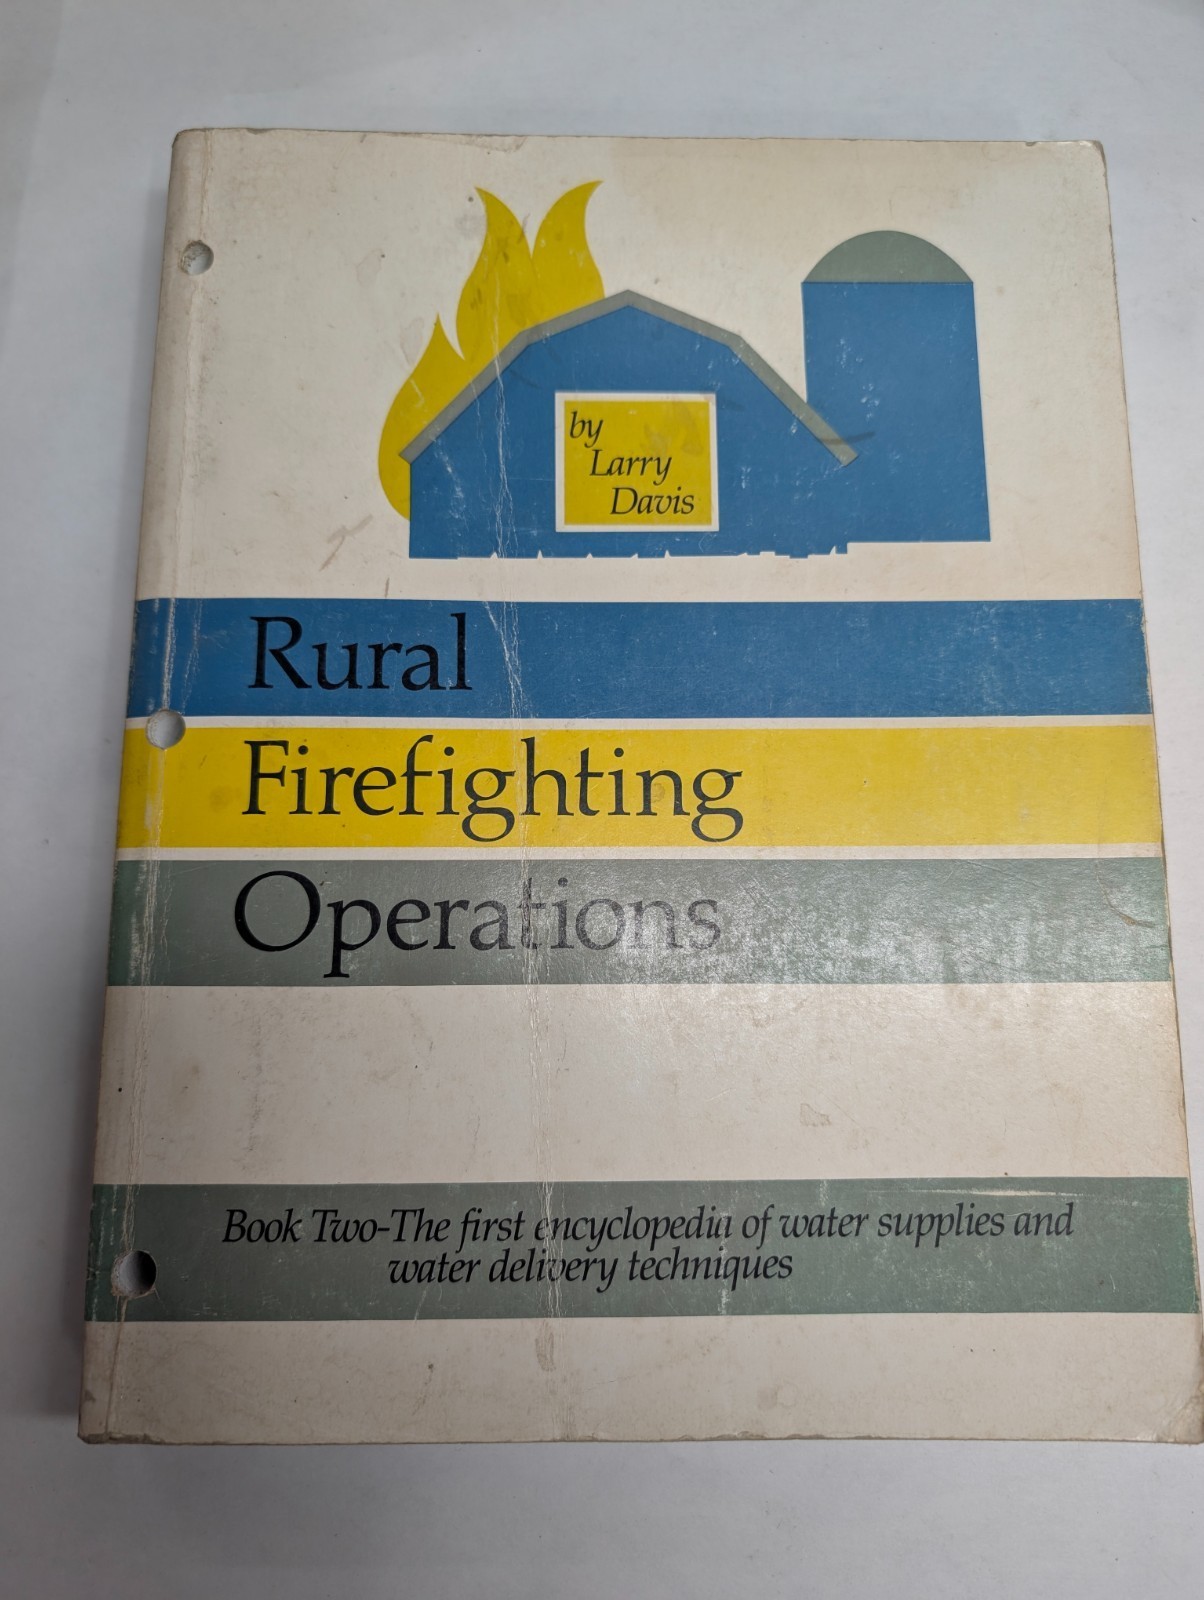 by
Larry
Davis
Rural
Firefighting
Operations
Book Two-The first encyclopedia of water supplies and
water delivery techniques